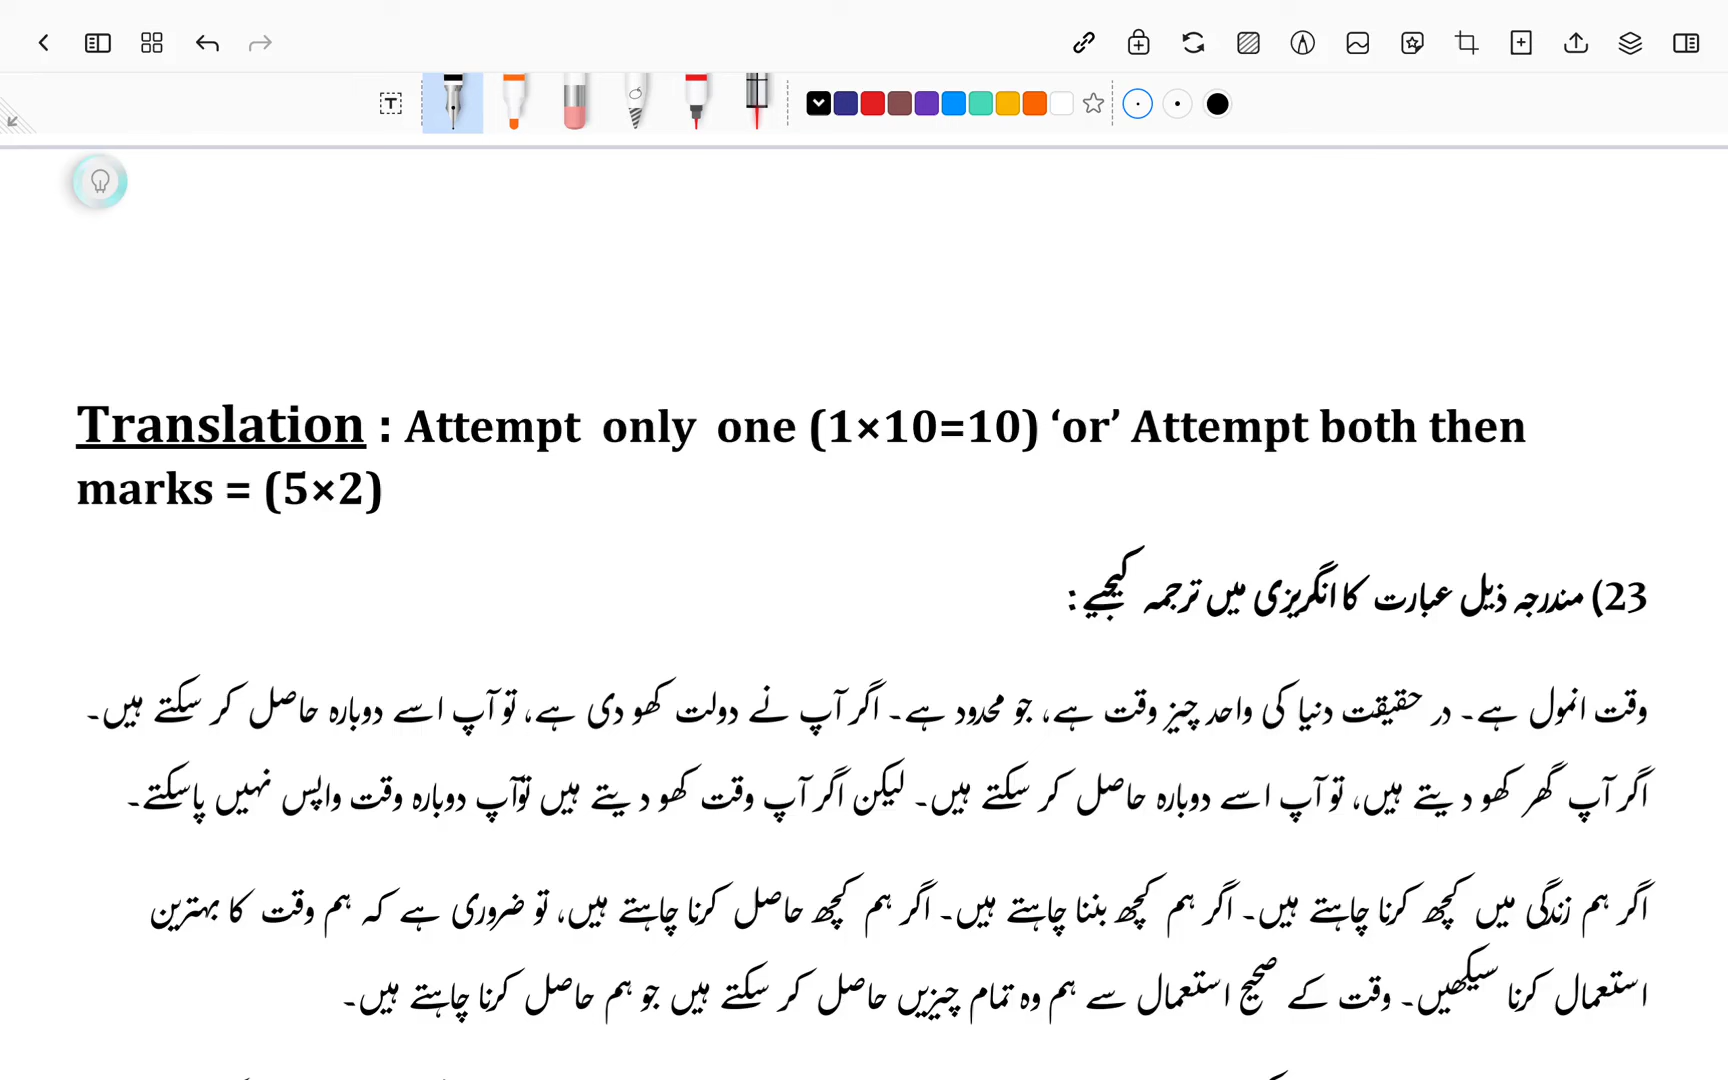 Translation : Attempt only one (1×10=10) ‘or’ Attempt both then
marks = (5×2)
23) مندرجہ ذیل عبارت کا انگریزی میں ترجمہ کیجیے :
وقت انمول ہے۔ در حقیقت دنیا کی واحد چیز وقت ہے، جو محدود ہے۔ اگر آپ نے دولت کھو دی ہے، تو آپ اسے دوبارہ حاصل کر سکتے ہیں۔
اگر آپ گھر کھو دیتے ہیں، تو آپ اسے دوبارہ حاصل کر سکتے ہیں۔ لیکن اگر آپ وقت کھو دیتے ہیں توآپ دوبارہ وقت واپس نہیں پاسکتے۔
اگر ہم زندگی میں کچھ کرنا چاہتے ہیں۔ اگر ہم کچھ بننا چاہتے ہیں۔ اگر ہم کچھ حاصل کرنا چاہتے ہیں، تو ضروری ہے کہ ہم وقت کا بہترین
استعمال کرنا سیکھیں۔ وقت کے صحیح استعمال سے ہم وہ تمام چیزیں حاصل کر سکتے ہیں جو ہم حاصل کرنا چاہتے ہیں۔